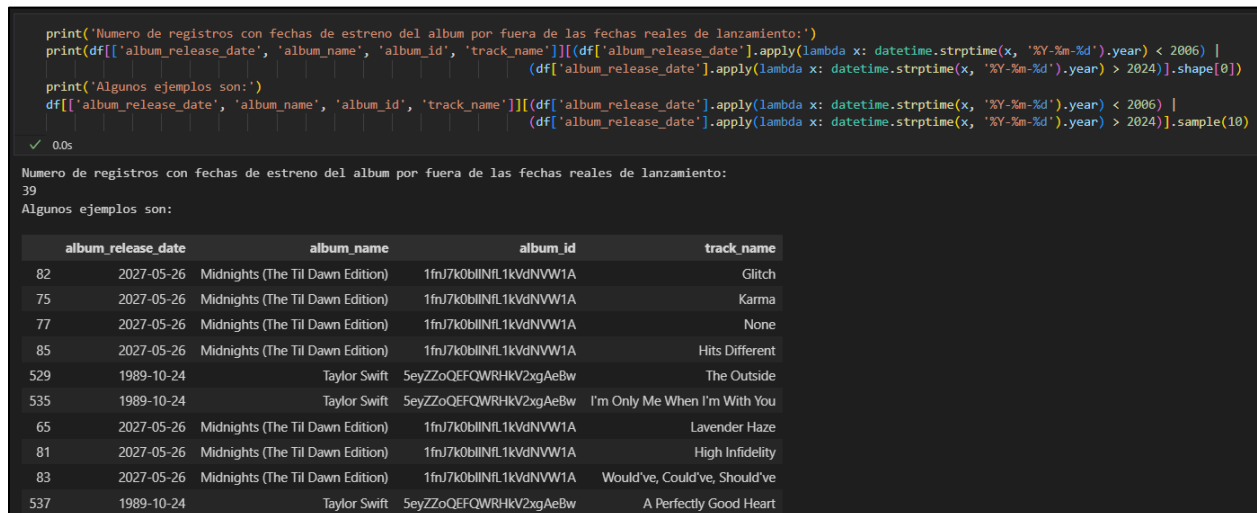 print('Numero de registros con fechas de estreno del album por fuera de las fechas reales de lanzamiento:')
print(df[['album_release_date', 'album_name', 'album_id', 'track_name']][(df['album_release_date'].apply(lambda x: datetime.strptime(x, '%Y-%m-%d').year) < 2006) |
(df['album_release_date'].apply(lambda x: datetime.strptime(x, '%Y-%m-%d').year) > 2024)].shape[0])
print('Algunos ejemplos son:')
df[['album_release_date', 'album_name', 'album_id', 'track_name']][(df['album_release_date'].apply(lambda x: datetime.strptime(x, '%Y-%m-%d').year) < 2006) |
(df['album_release_date'].apply(lambda x: datetime.strptime(x, '%Y-%m-%d').year) > 2024)].sample(10)
✓ 0.0s
Numero de registros con fechas de estreno del album por fuera de las fechas reales de lanzamiento:
39
Algunos ejemplos son:
album_release_date album_name album_id track_name
82 2027-05-26 Midnights (The Til Dawn Edition) 1fnJ7k0bllNfL1kVdNVW1A Glitch
75 2027-05-26 Midnights (The Til Dawn Edition) 1fnJ7k0bllNfL1kVdNVW1A Karma
77 2027-05-26 Midnights (The Til Dawn Edition) 1fnJ7k0bllNfL1kVdNVW1A None
85 2027-05-26 Midnights (The Til Dawn Edition) 1fnJ7k0bllNfL1kVdNVW1A Hits Different
529 1989-10-24 Taylor Swift 5eyZZoQEFQWRHkV2xgAeBw The Outside
535 1989-10-24 Taylor Swift 5eyZZoQEFQWRHkV2xgAeBw I'm Only Me When I'm With You
65 2027-05-26 Midnights (The Til Dawn Edition) 1fnJ7k0bllNfL1kVdNVW1A Lavender Haze
81 2027-05-26 Midnights (The Til Dawn Edition) 1fnJ7k0bllNfL1kVdNVW1A High Infidelity
83 2027-05-26 Midnights (The Til Dawn Edition) 1fnJ7k0bllNfL1kVdNVW1A Would've, Could've, Should've
537 1989-10-24 Taylor Swift 5eyZZoQEFQWRHkV2xgAeBw A Perfectly Good Heart